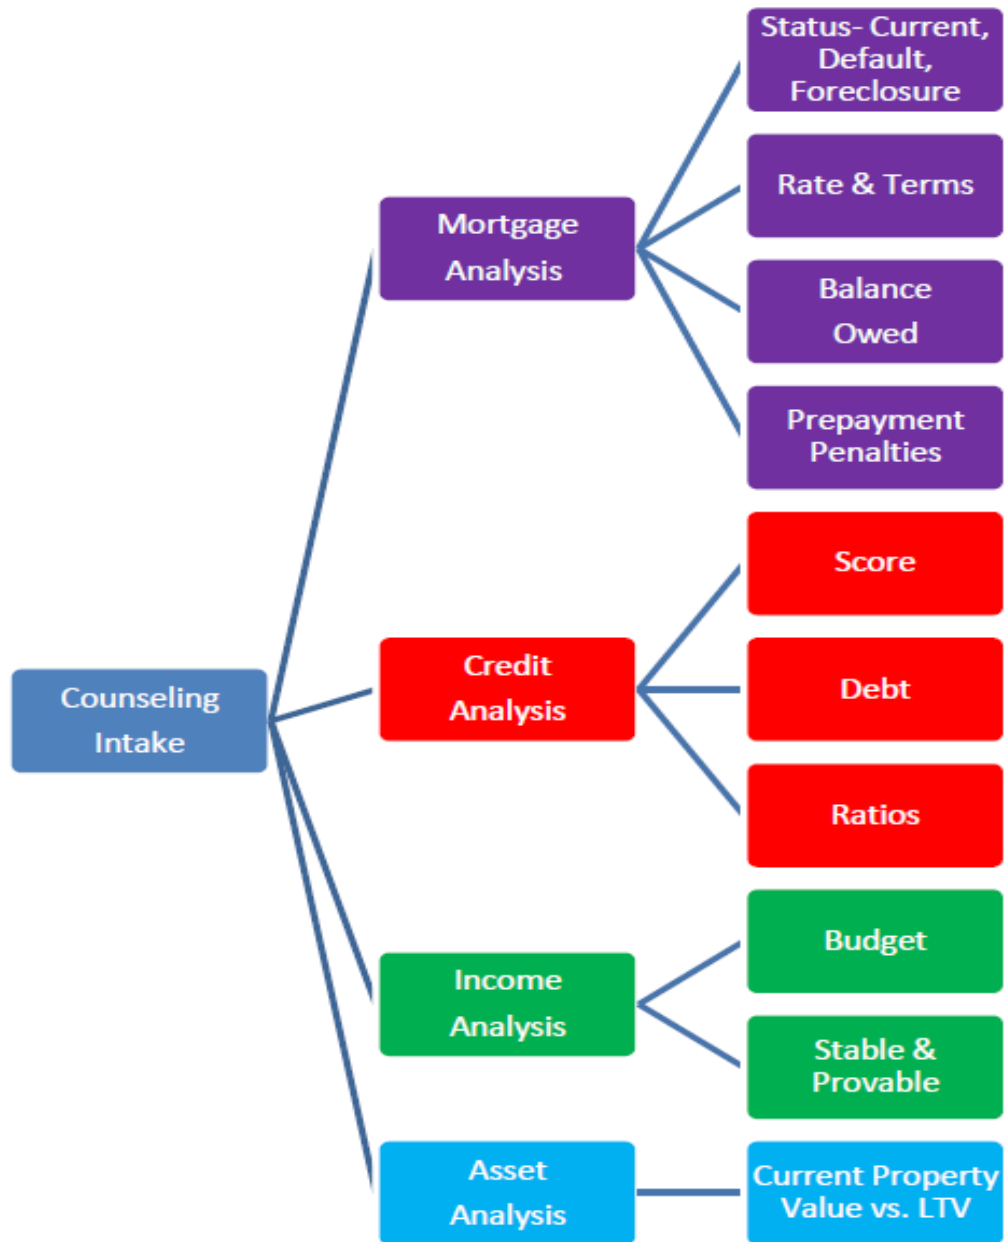 Status- Current,
Default,
Foreclosure
Rate & Terms
Mortgage
Analysis
Balance
Owed
Prepayment
Penalties
Score
Credit
Analysis
Debt
Counseling
Intake
Ratios
Budget
Income
Analysis
Stable &
Provable
Asset
Analysis
Current Property
Value vs. LTV